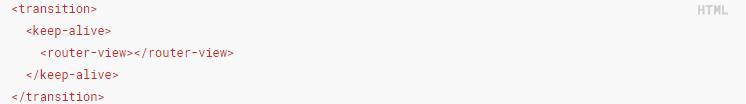 <transition>
HTML
  <keep-alive>
    <router-view></router-view>
  </keep-alive>
</transition>